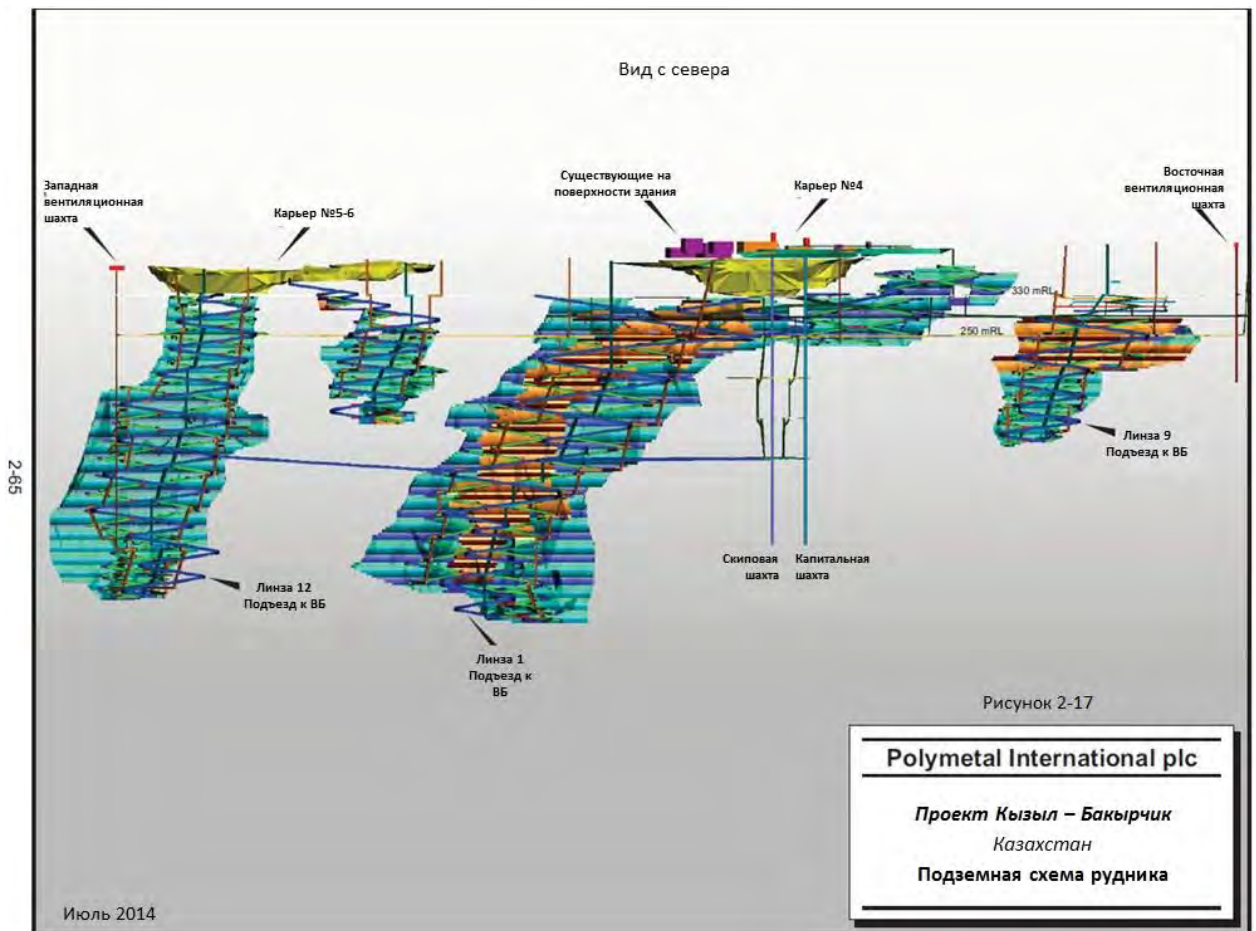 Вид с севера
Западная
вентиляционная
шахта
Карьер №5-6
Существующие на
поверхности здания
Карьер №4
Восточная
вентиляционная
шахта
330 mRL
250 mRL
2-65
Линза 9
Подъезд к ВБ
Скиповая
шахта
Капитальная
шахта
Линза 12
Подъезд к ВБ
Линза 1
Подъезд к
ВБ
Рисунок 2-17
Polymetal International plc
Проект Кызыл – Бакырчик
Казахстан
Подземная схема рудника
Июль 2014